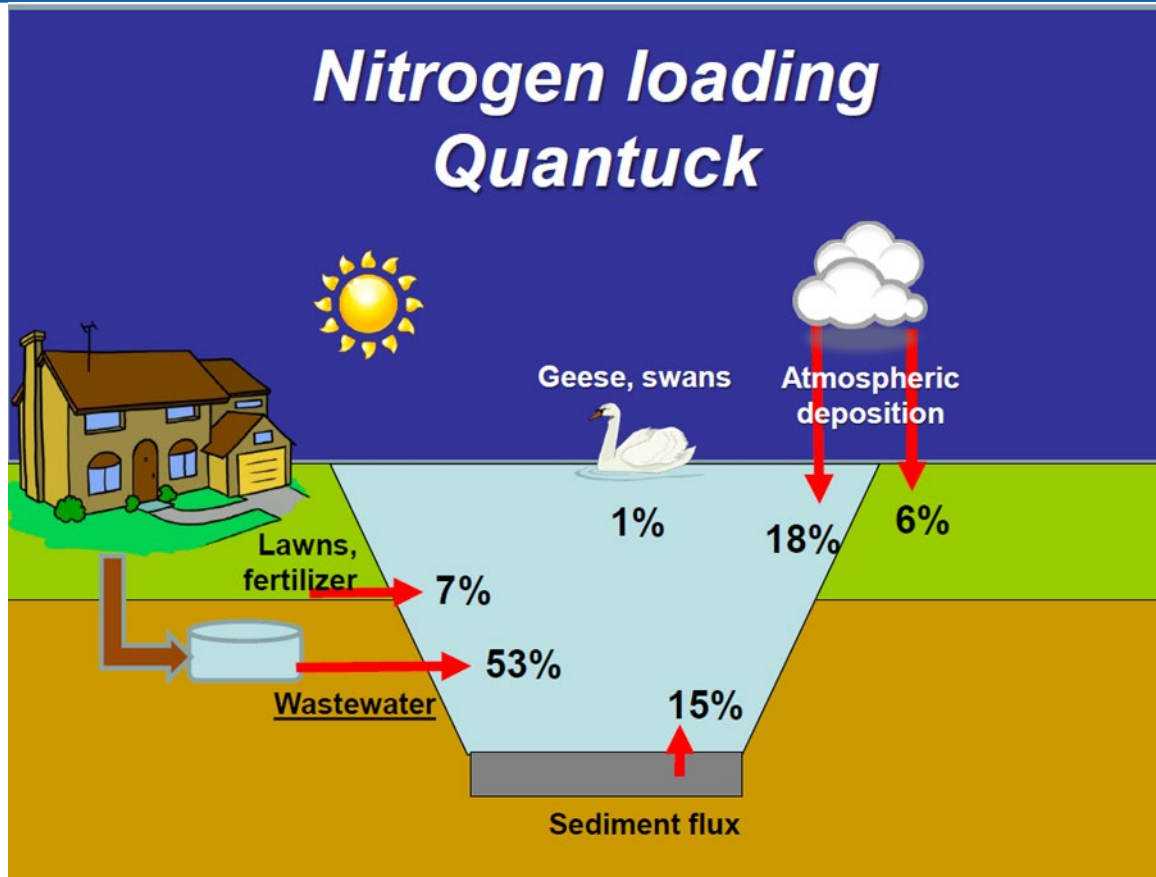 Nitrogen loading
Quantuck
Geese, swans
Atmospheric
deposition
1%
18%
6%
Lawns,
fertilizer
7%
53%
Wastewater
15%
Sediment flux